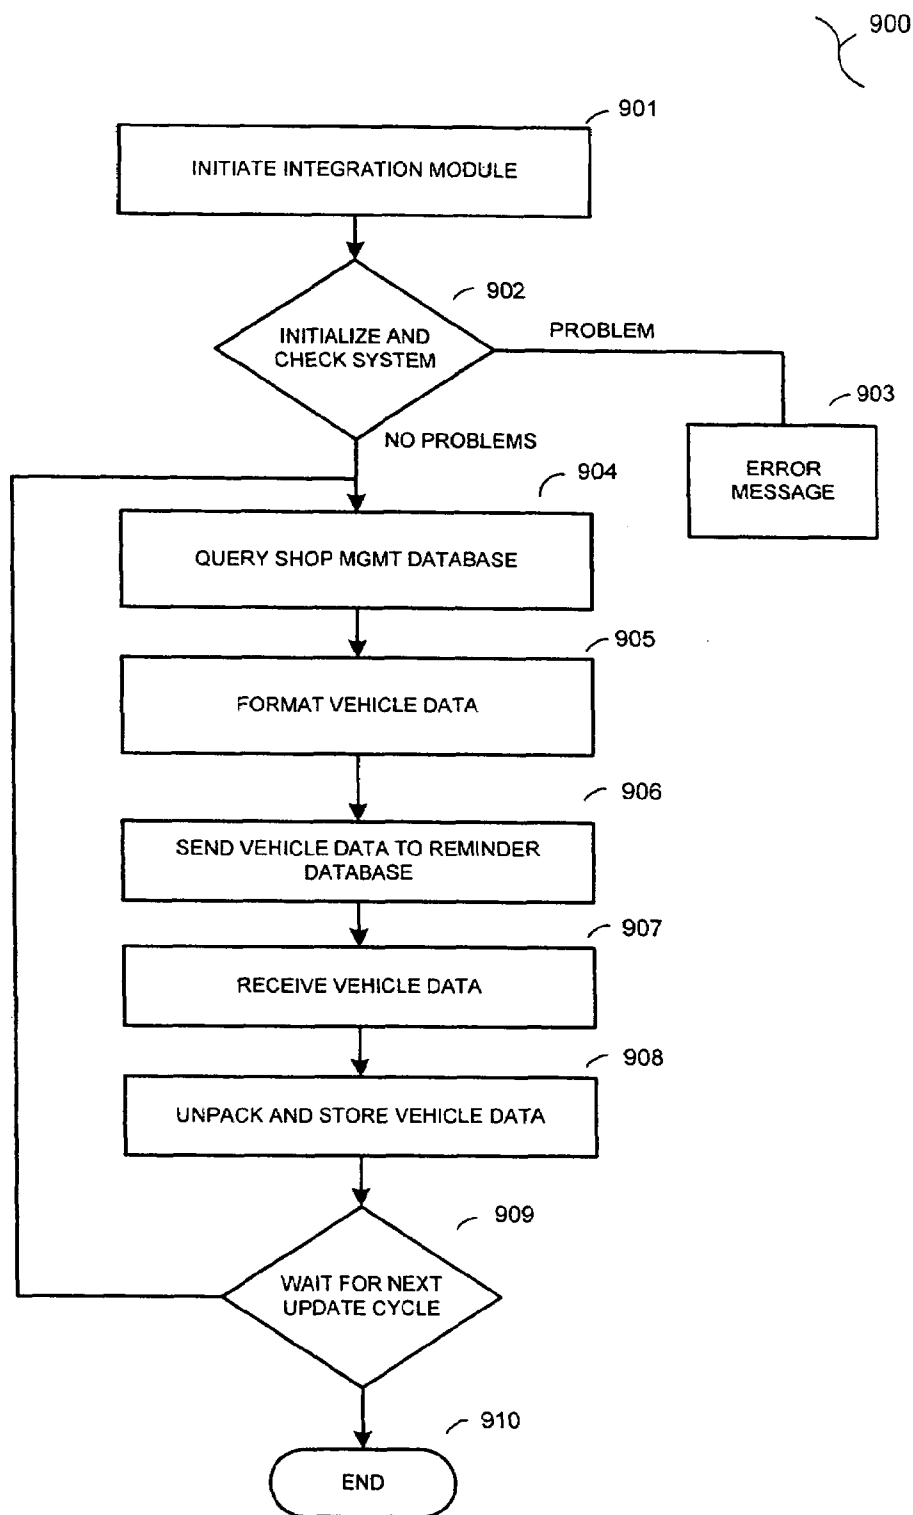 900
901
INITIATE INTEGRATION MODULE
902
INITIALIZE AND
CHECK SYSTEM
PROBLEM
903
ERROR
MESSAGE
NO PROBLEMS
904
QUERY SHOP MGMT DATABASE
905
FORMAT VEHICLE DATA
906
SEND VEHICLE DATA TO REMINDER
DATABASE
907
RECEIVE VEHICLE DATA
908
UNPACK AND STORE VEHICLE DATA
909
WAIT FOR NEXT
UPDATE CYCLE
910
END